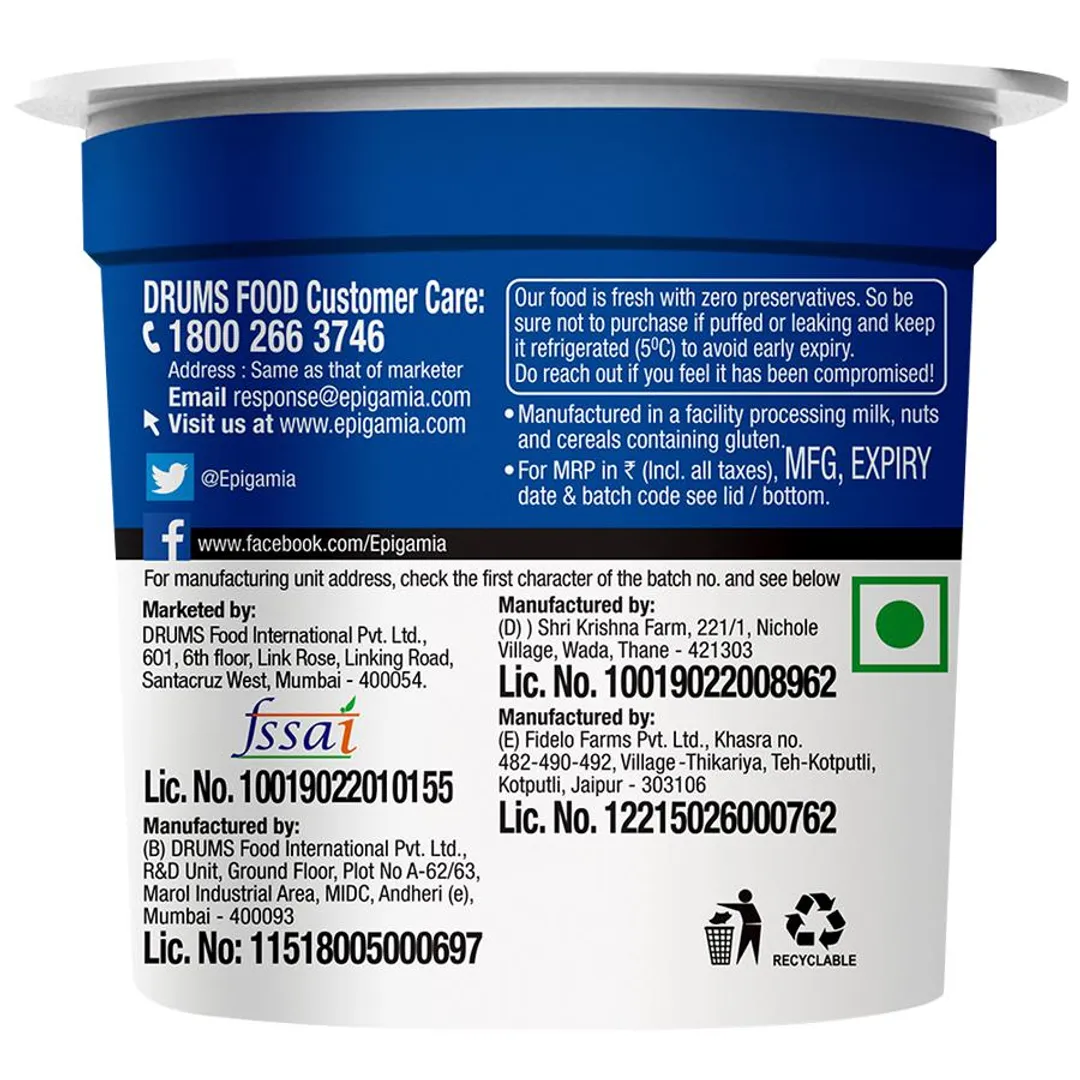 DRUMS FOOD Customer Care:
1800 266 3746
Address : Same as that of marketer
Email response@epigamia.com
Visit us at www.epigamia.com
@Epigamia
f www.facebook.com/Epigamia
Our food is fresh with zero preservatives. So be
sure not to purchase if puffed or leaking and keep
it refrigerated (5⁰C) to avoid early expiry.
Do reach out if you feel it has been compromised!
• Manufactured in a facility processing milk, nuts
and cereals containing gluten.
• For MRP in ₹ (Incl. all taxes), MFG, EXPIRY
date & batch code see lid / bottom.
For manufacturing unit address, check the first character of the batch no. and see below
Marketed by:
DRUMS Food International Pvt. Ltd.,
601, 6th floor, Link Rose, Linking Road,
Santacruz West, Mumbai - 400054.
fssai
Lic. No. 10019022010155
Manufactured by:
(B) DRUMS Food International Pvt. Ltd.,
R&D Unit, Ground Floor, Plot No A-62/63,
Marol Industrial Area, MIDC, Andheri (e),
Mumbai - 400093
Lic. No: 11518005000697
Manufactured by:
(D) ) Shri Krishna Farm, 221/1, Nichole
Village, Wada, Thane - 421303
Lic. No. 10019022008962
Manufactured by:
(E) Fidelo Farms Pvt. Ltd., Khasra no.
482-490-492, Village -Thikariya, Teh-Kotputli,
Kotputli, Jaipur - 303106
Lic. No. 12215026000762
RECYCLABLE